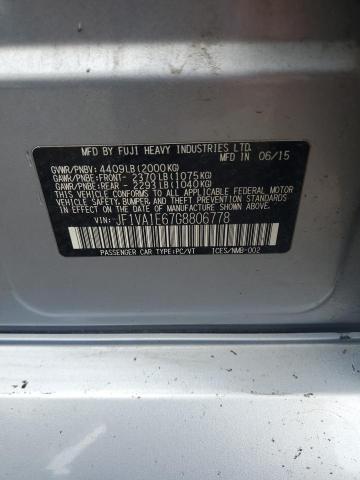 MFD BY FUJI HEAVY INDUSTRIES LTD.
MFD IN 06/15
GVWR/PNBV: 4409LB(2000KG)
GAWR/PNBE:FRONT- 2370LB(1075KG)
GAWR/PNBE:REAR - 2293LB(1040KG)
THIS VEHICLE CONFORMS TO ALL APPLICABLE FEDERAL MOTOR
VEHICLE SAFETY, BUMPER, AND THEFT PREVENTION STANDARDS
IN EFFECT ON THE DATE OF MANUFACTURE SHOWN ABOVE.
VIN: JF1VA1E67G8806778
PASSENGER CAR TYPE:PC/VT ICES/NMB-002